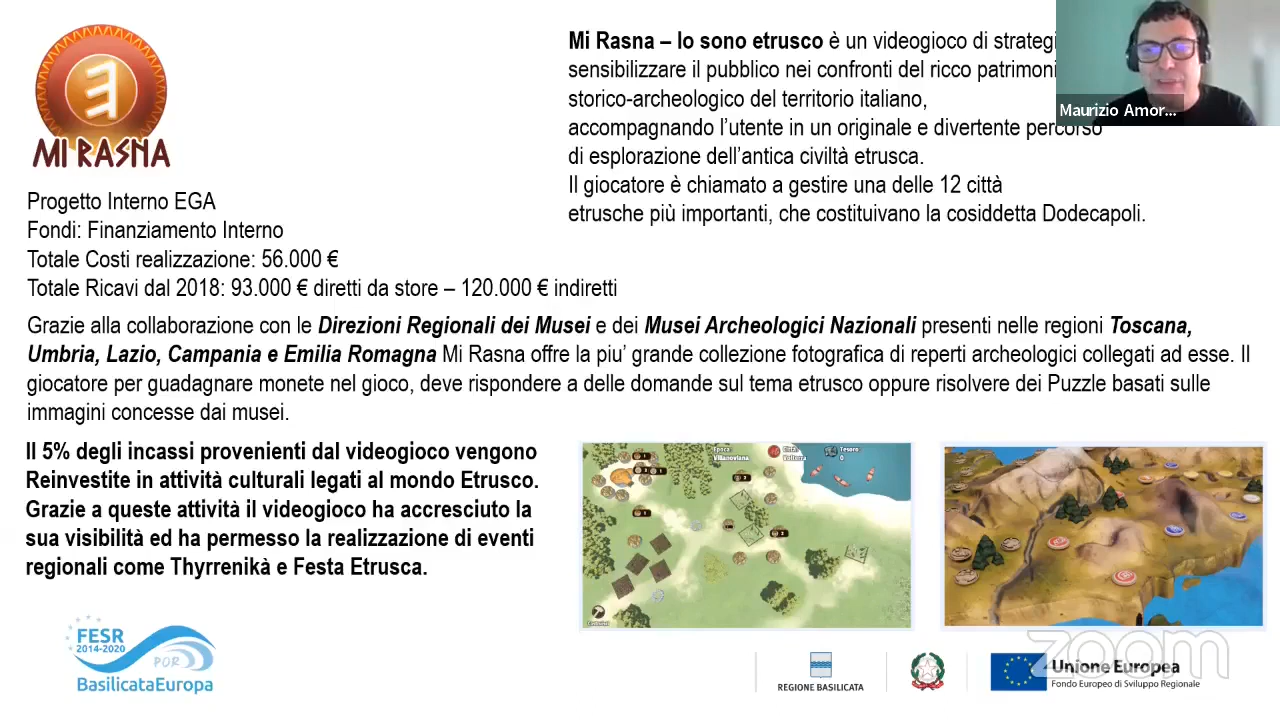 MI RASNA
Mi Rasna – Io sono etrusco è un videogioco di strategi
sensibilizzare il pubblico nei confronti del ricco patrimoni
storico-archeologico del territorio italiano,
accompagnando l’utente in un originale e divertente percorso
di esplorazione dell’antica civiltà etrusca.
Il giocatore è chiamato a gestire una delle 12 città
etrusche più importanti, che costituivano la cosiddetta Dodecapoli.
Maurizio Amor...
Progetto Interno EGA
Fondi: Finanziamento Interno
Totale Costi realizzazione: 56.000 €
Totale Ricavi dal 2018: 93.000 € diretti da store – 120.000 € indiretti
Grazie alla collaborazione con le Direzioni Regionali dei Musei e dei Musei Archeologici Nazionali presenti nelle regioni Toscana,
Umbria, Lazio, Campania e Emilia Romagna Mi Rasna offre la piu’ grande collezione fotografica di reperti archeologici collegati ad esse. Il
giocatore per guadagnare monete nel gioco, deve rispondere a delle domande sul tema etrusco oppure risolvere dei Puzzle basati sulle
immagini concesse dai musei.
Il 5% degli incassi provenienti dal videogioco vengono
Reinvestite in attività culturali legati al mondo Etrusco.
Grazie a queste attività il videogioco ha accresciuto la
sua visibilità ed ha permesso la realizzazione di eventi
regionali come Thyrrenikà e Festa Etrusca.
Epoca: Villanoviana
Città: Volterra
Tesoro 0
FESR
2014-2020
POR
BasilicataEuropa
REGIONE BASILICATA
Unione Europea
Fondo Europeo di Sviluppo Regionale
zoom